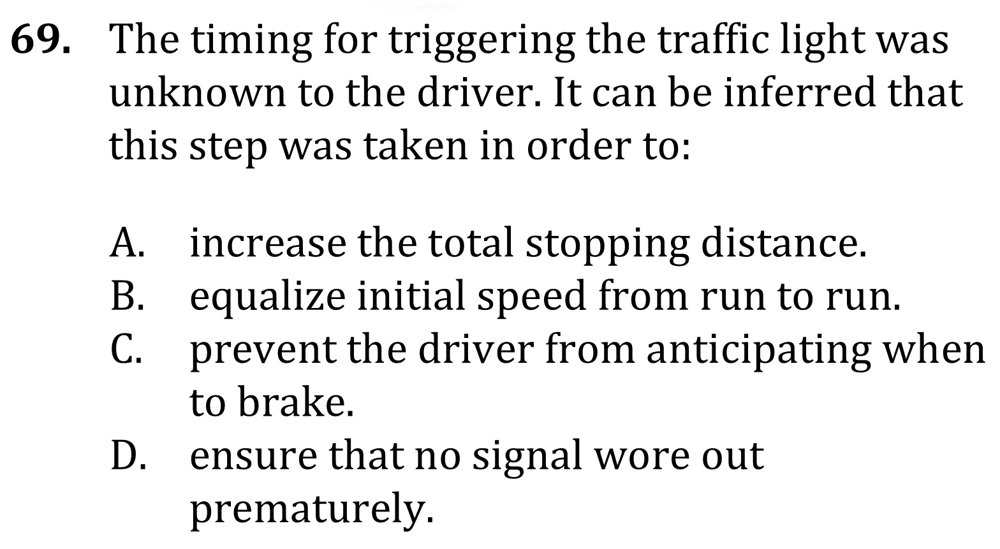 69. The timing for triggering the traffic light was
unknown to the driver. It can be inferred that
this step was taken in order to:
A. increase the total stopping distance.
B. equalize initial speed from run to run.
C. prevent the driver from anticipating when
to brake.
D. ensure that no signal wore out
prematurely.